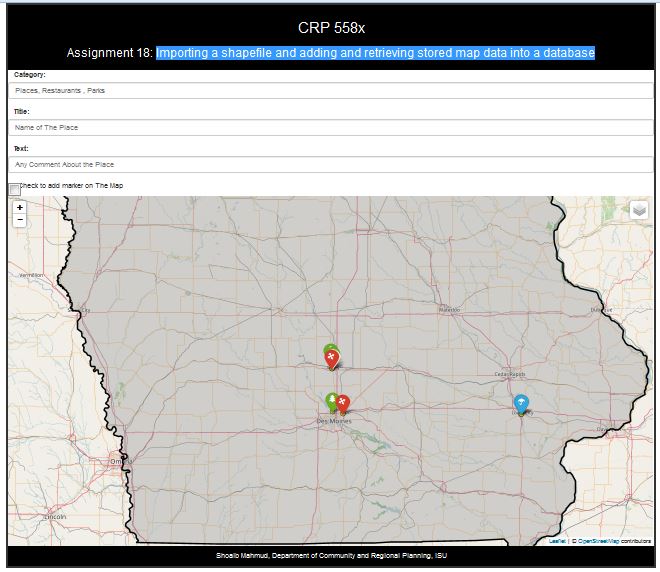 CRP 558x
Assignment 18: Importing a shapefile and adding and retrieving stored map data into a database
Category:
Places, Restaurants , Parks
Title:
Name of The Place
Text:
Any Comment About the Place
Check to add marker on The Map
+
−
Vermillion
City
Waterloo
Dubuque
Cedar Rapids
Des Moines
Omaha
Lincoln
Leaflet | © OpenStreetMap contributors
Shoaib Mahmud, Department of Community and Regional Planning, ISU